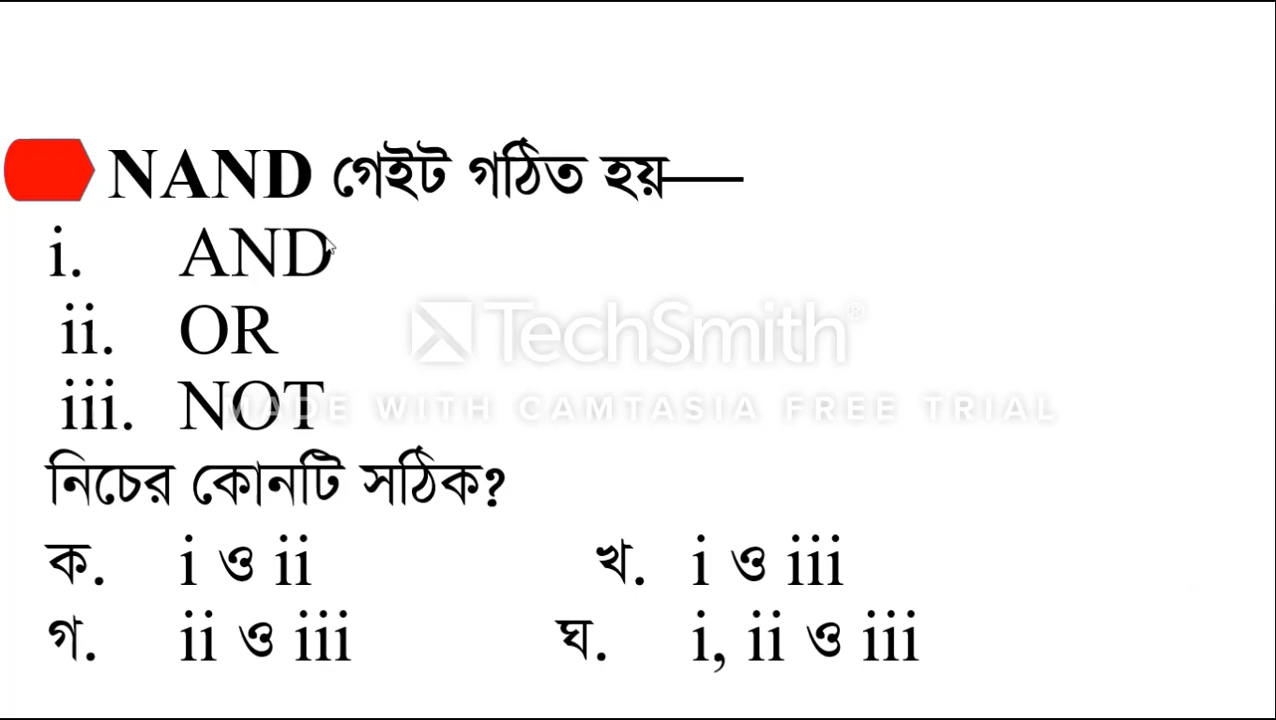 NAND গেইট গঠিত হয়—
i. AND
ii. OR
iii. NOT
TechSmith®
MADE WITH CAMTASIA FREE TRIAL
নিচের কোনটি সঠিক?
ক. i ও ii খ. i ও iii
গ. ii ও iii ঘ. i, ii ও iii